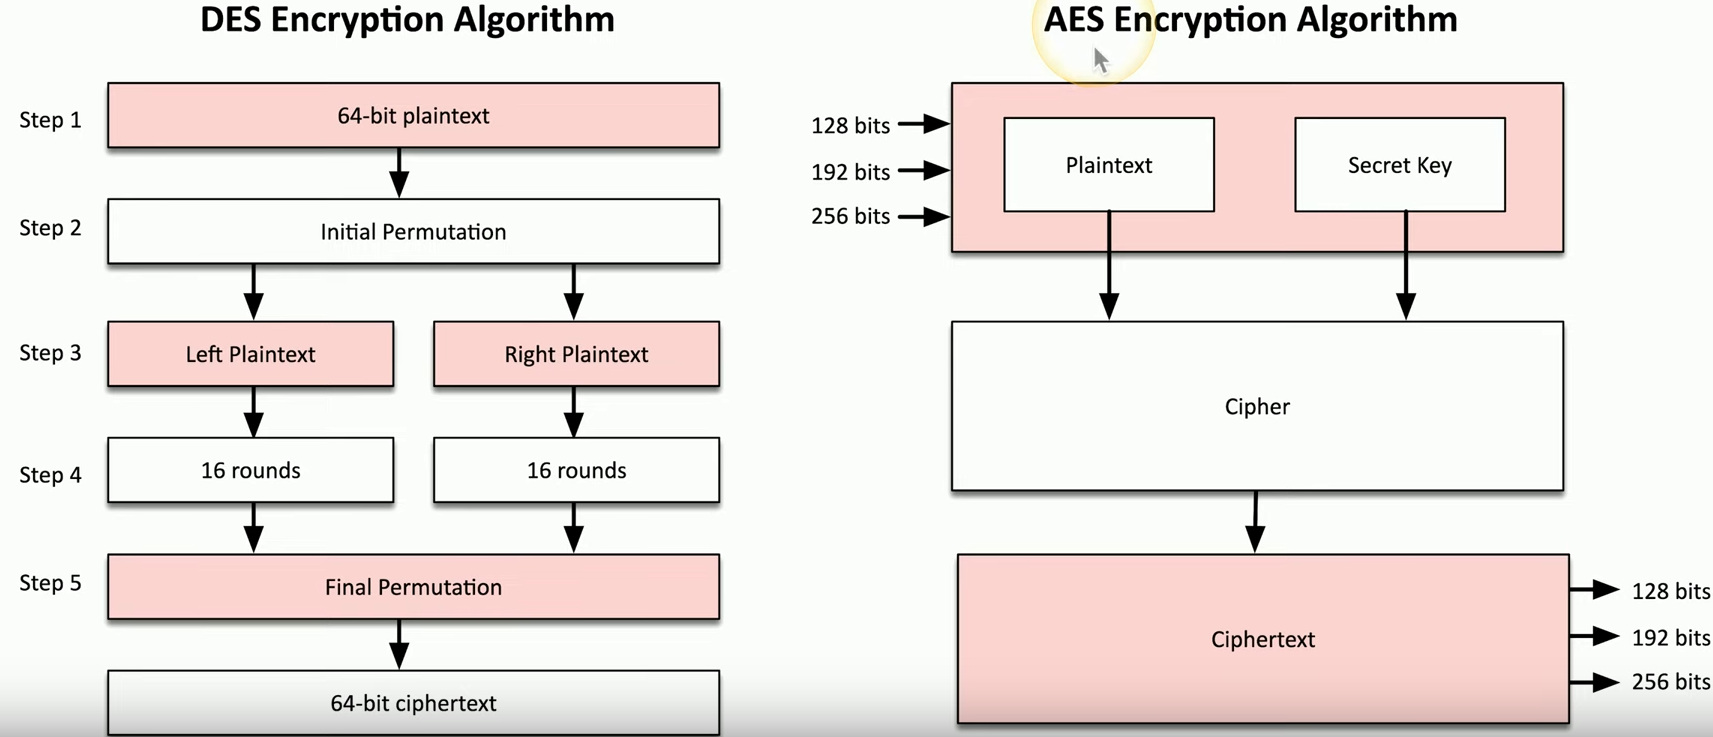 DES Encryption Algorithm
Step 1
64-bit plaintext
Step 2
Initial Permutation
Step 3
Left Plaintext
Right Plaintext
Step 4
16 rounds
16 rounds
Step 5
Final Permutation
64-bit ciphertext
AES Encryption Algorithm
128 bits
192 bits
256 bits
Plaintext
Secret Key
Cipher
Ciphertext
128 bits
192 bits
256 bits